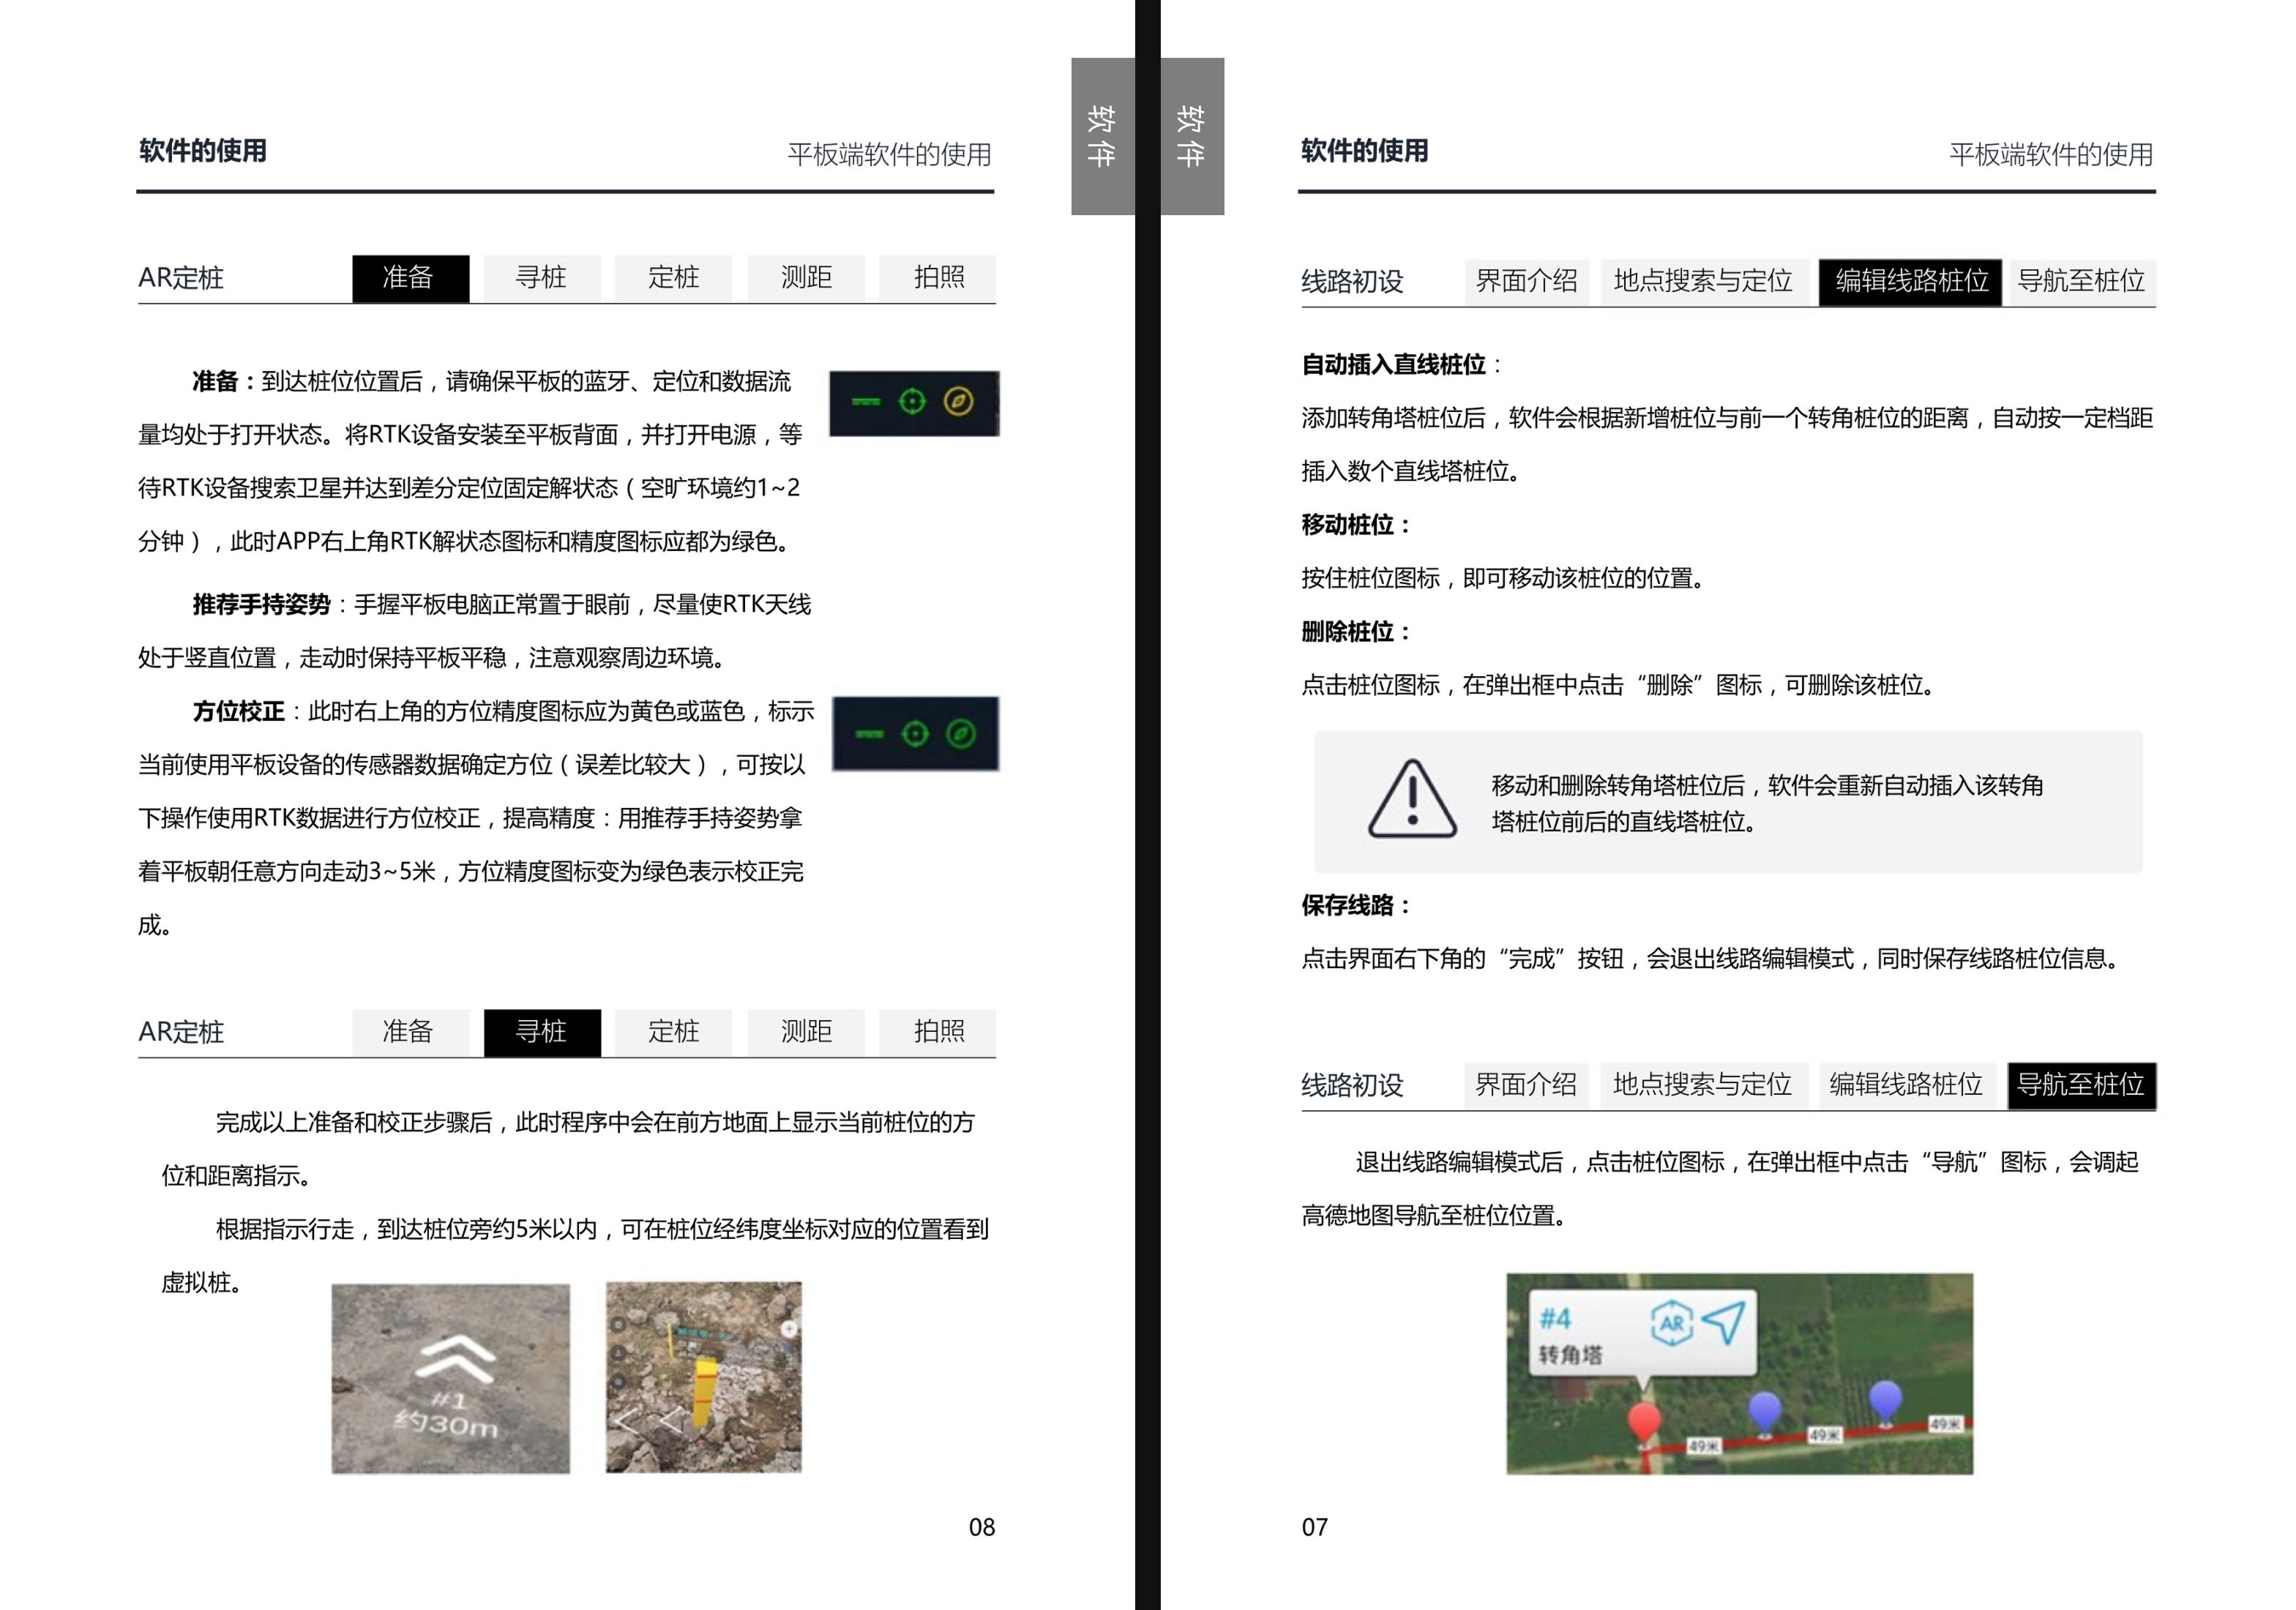 软件的使用
平板端软件的使用
软件
AR定桩
准备
寻桩
定桩
测距
拍照
准备：到达桩位位置后，请确保平板的蓝牙、定位和数据流
量均处于打开状态。将RTK设备安装至平板背面，并打开电源，等
待RTK设备搜索卫星并达到差分定位固定解状态（空旷环境约1~2
分钟），此时APP右上角RTK解状态图标和精度图标应都为绿色。
推荐手持姿势：手握平板电脑正常置于眼前，尽量使RTK天线
处于竖直位置，走动时保持平板平稳，注意观察周边环境。
方位校正：此时右上角的方位精度图标应为黄色或蓝色，标示
当前使用平板设备的传感器数据确定方位（误差比较大），可按以
下操作使用RTK数据进行方位校正，提高精度：用推荐手持姿势拿
着平板朝任意方向走动3~5米，方位精度图标变为绿色表示校正完
成。
AR定桩
准备
寻桩
定桩
测距
拍照
完成以上准备和校正步骤后，此时程序中会在前方地面上显示当前桩位的方
位和距离指示。
根据指示行走，到达桩位旁约5米以内，可在桩位经纬度坐标对应的位置看到
虚拟桩。
#1
约30m
08
软件
软件的使用
平板端软件的使用
线路初设
界面介绍
地点搜索与定位
编辑线路桩位
导航至桩位
自动插入直线桩位：
添加转角塔桩位后，软件会根据新增桩位与前一个转角桩位的距离，自动按一定档距
插入数个直线塔桩位。
移动桩位：
按住桩位图标，即可移动该桩位的位置。
删除桩位：
点击桩位图标，在弹出框中点击“删除”图标，可删除该桩位。
移动和删除转角塔桩位后，软件会重新自动插入该转角
塔桩位前后的直线塔桩位。
保存线路：
点击界面右下角的“完成”按钮，会退出线路编辑模式，同时保存线路桩位信息。
线路初设
界面介绍
地点搜索与定位
编辑线路桩位
导航至桩位
退出线路编辑模式后，点击桩位图标，在弹出框中点击“导航”图标，会调起
高德地图导航至桩位位置。
#4
AR
转角塔
49米
49米
49米
07